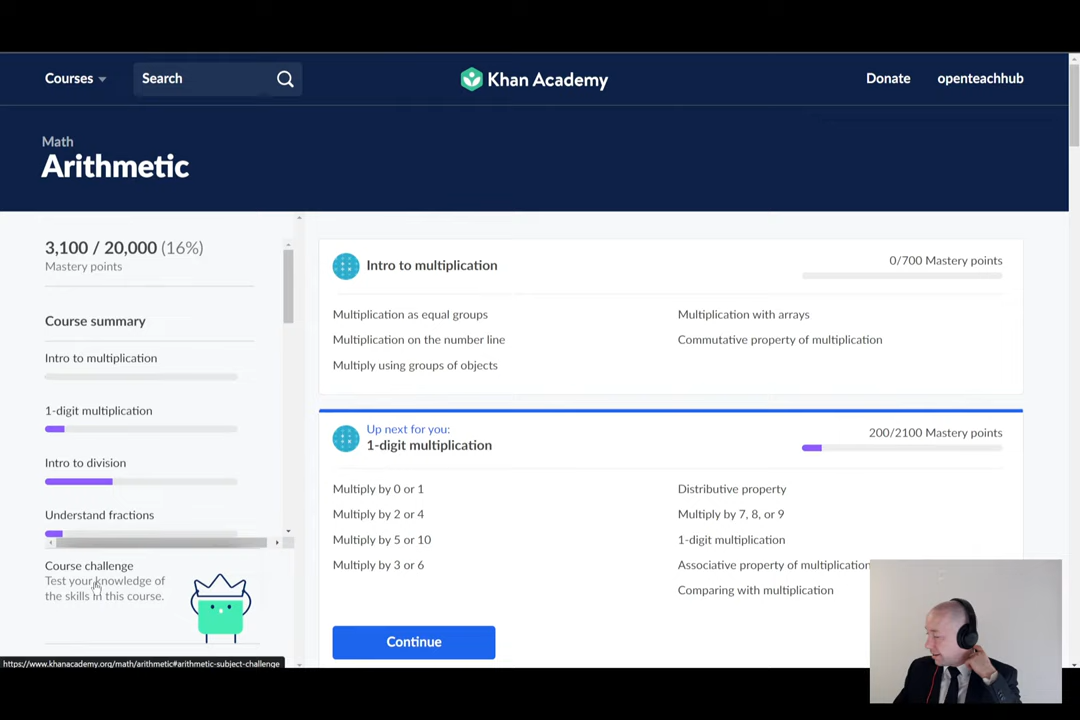 Courses
Search
Khan Academy
Donate
openteachhub
Math
Arithmetic
3,100 / 20,000 (16%)
Mastery points
Course summary
Intro to multiplication
1-digit multiplication
Intro to division
Understand fractions
Course challenge
Test your knowledge of
the skills in this course.
https://www.khanacademy.org/math/arithmetic#arithmetic-subject-challenge
Intro to multiplication
0/700 Mastery points
Multiplication as equal groups
Multiplication with arrays
Multiplication on the number line
Commutative property of multiplication
Multiply using groups of objects
Up next for you:
1-digit multiplication
200/2100 Mastery points
Multiply by 0 or 1
Distributive property
Multiply by 2 or 4
Multiply by 7, 8, or 9
Multiply by 5 or 10
1-digit multiplication
Multiply by 3 or 6
Associative property of multiplication
Comparing with multiplication
Continue